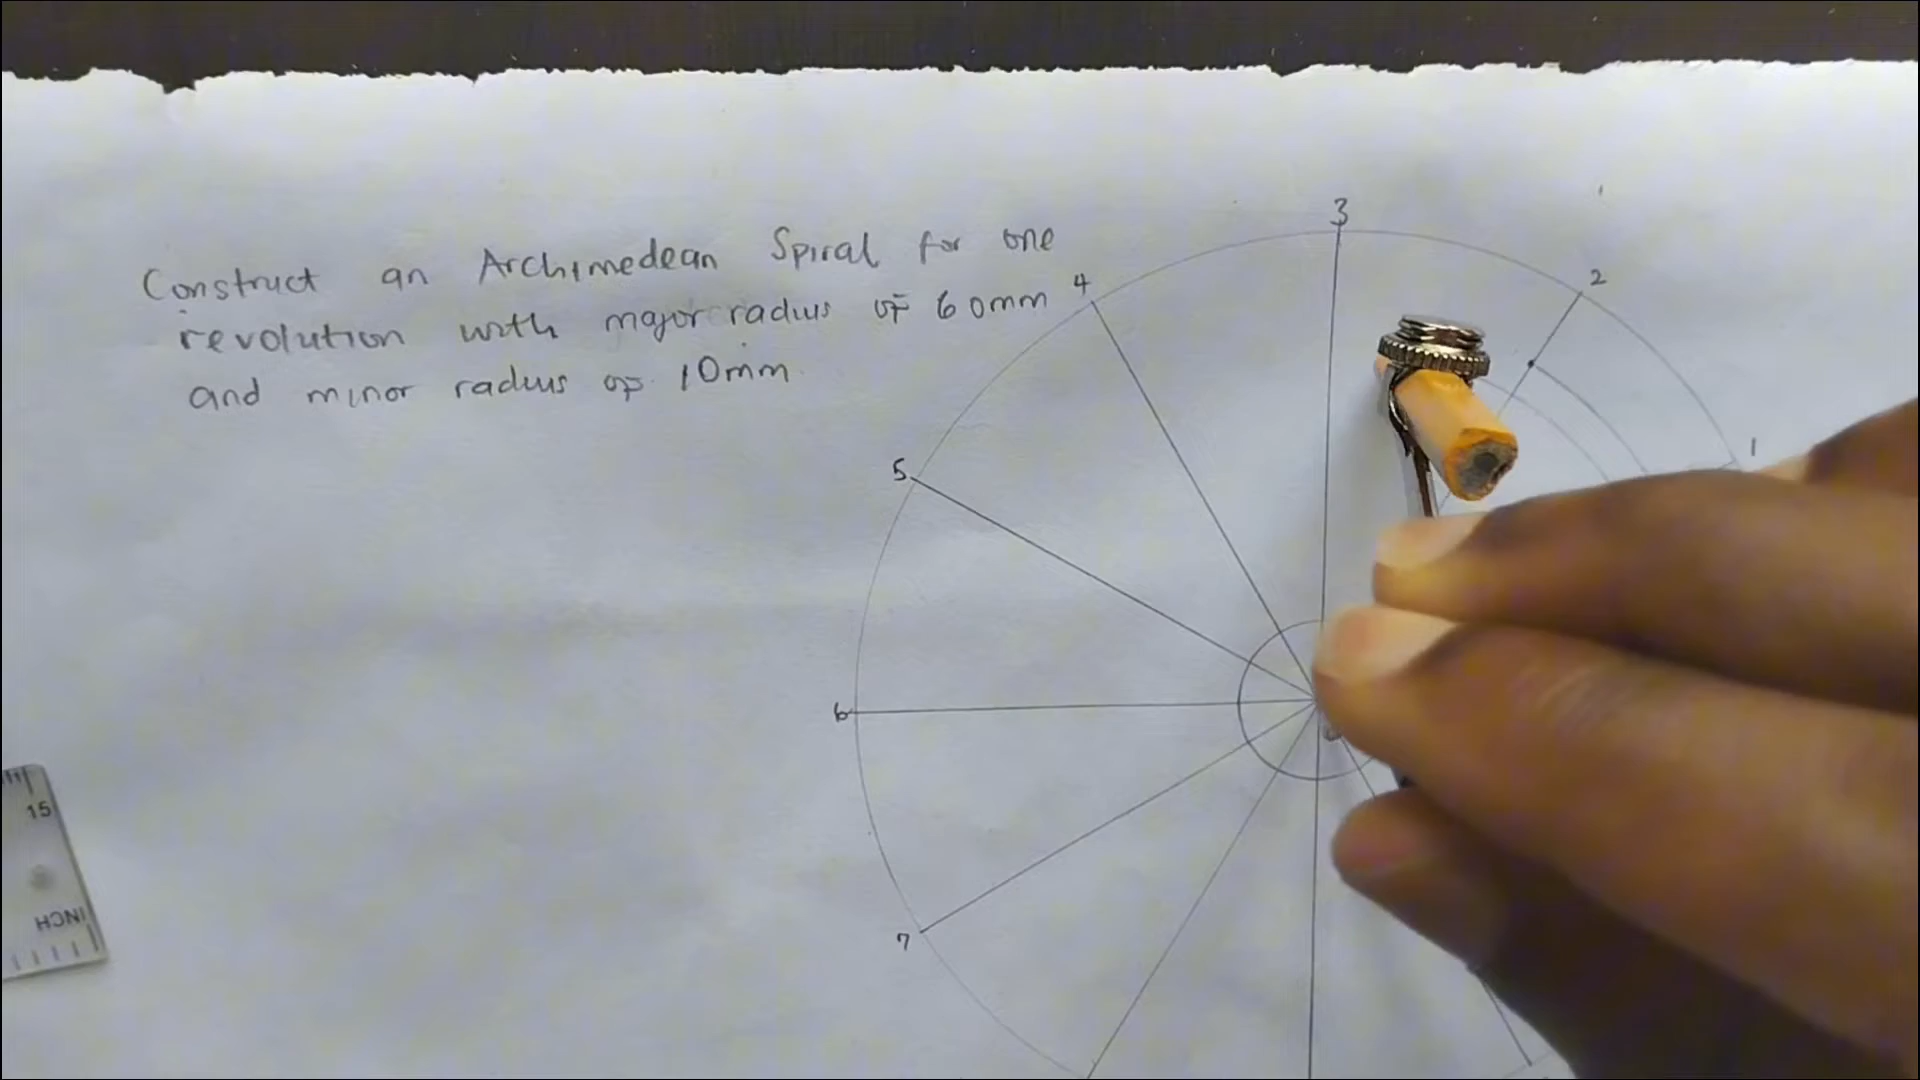 Construct an Archimedean Spiral for one
revolution with major radius of 60mm
and minor radius of 10mm
3
2
4
1
5
6
7
15
INCH